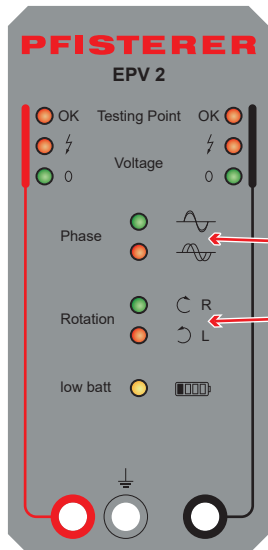 PFISTERER
EPV 2
OK Testing Point OK
Voltage
0 0
Phase
R
Rotation
L
low batt